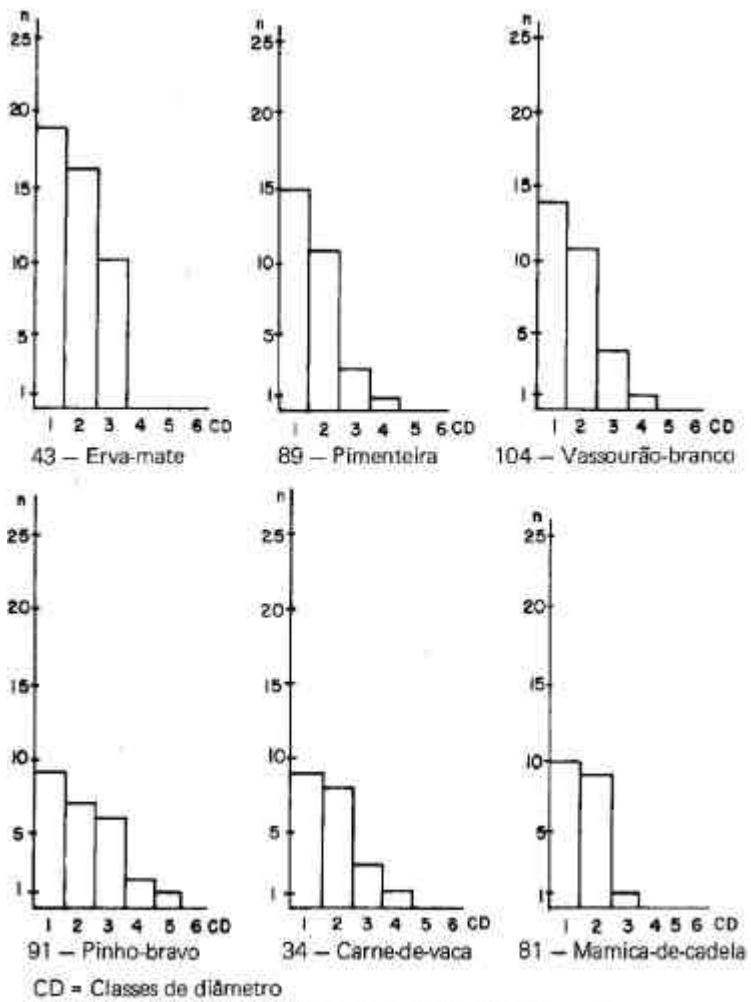 n n n
25 25 25
20 20 20
15 15 15
10 10 10
5 5 5
1 1 1
1 2 3 4 5 6 CD 1 2 3 4 5 6 CD 1 2 3 4 5 6 CD
43 — Erva-mate 89 — Pimenteira 104 — Vassourão-branco
n n n
25 25 25
20 20 20
15 15 15
10 10 10
5 5 5
1 1 1
1 2 3 4 5 6 CD 1 2 3 4 5 6 CD 1 2 3 4 5 6 CD
91 — Pinho-bravo 34 — Carne-de-vaca 81 — Mamica-de-cadela
CD = Classes de diâmetro